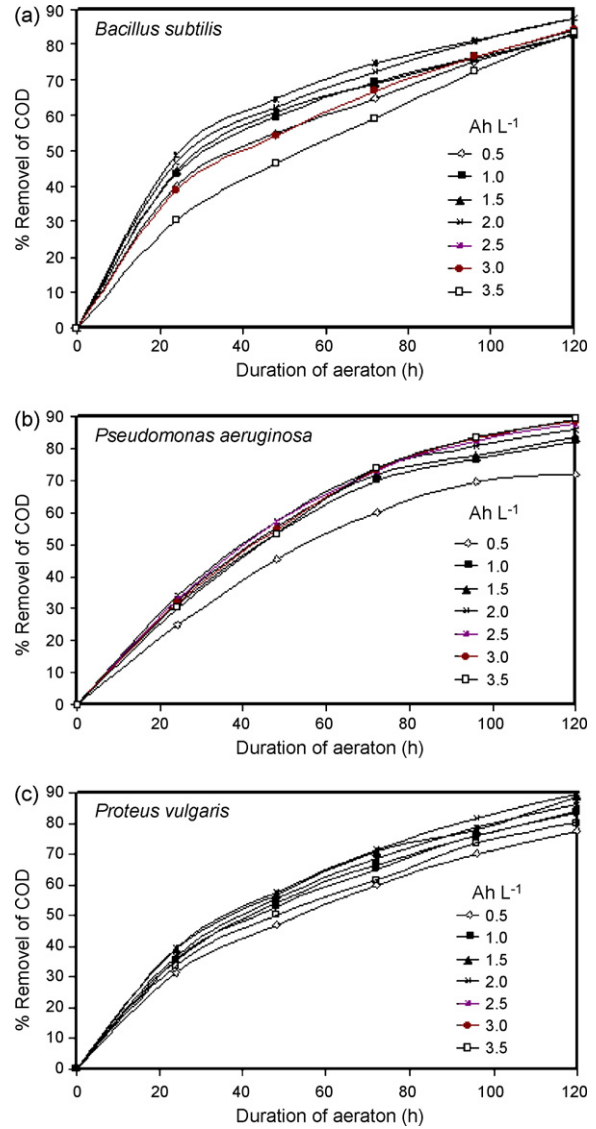 (a)
Bacillus subtilis
90
80
70
60
50
40
30
20
10
0
% Removel of COD
Ah L-1
0.5
1.0
1.5
2.0
2.5
3.0
3.5
0 20 40 60 80 100 120
Duration of aeraton (h)
(b)
Pseudomonas aeruginosa
90
80
70
60
50
40
30
20
10
0
% Removel of COD
Ah L-1
0.5
1.0
1.5
2.0
2.5
3.0
3.5
0 20 40 60 80 100 120
Duration of aeraton (h)
(c)
Proteus vulgaris
90
80
70
60
50
40
30
20
10
0
% Removel of COD
Ah L-1
0.5
1.0
1.5
2.0
2.5
3.0
3.5
0 20 40 60 80 100 120
Duration of aeraton (h)